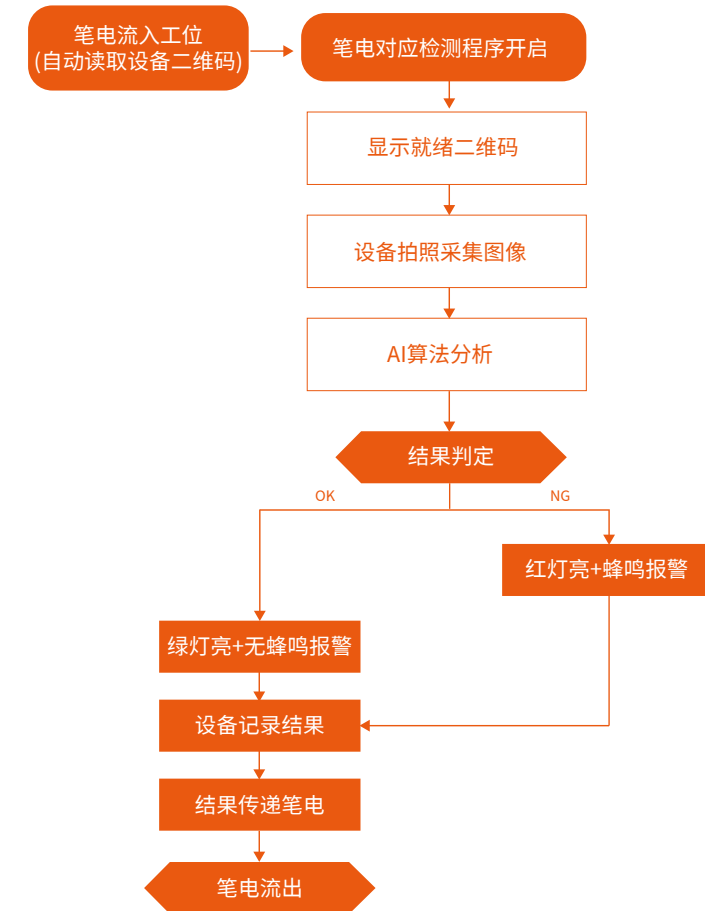 笔电流入工位
(自动读取设备二维码)
笔电对应检测程序开启
显示就绪二维码
设备拍照采集图像
AI算法分析
结果判定
OK
NG
红灯亮+蜂鸣报警
绿灯亮+无蜂鸣报警
设备记录结果
结果传递笔电
笔电流出